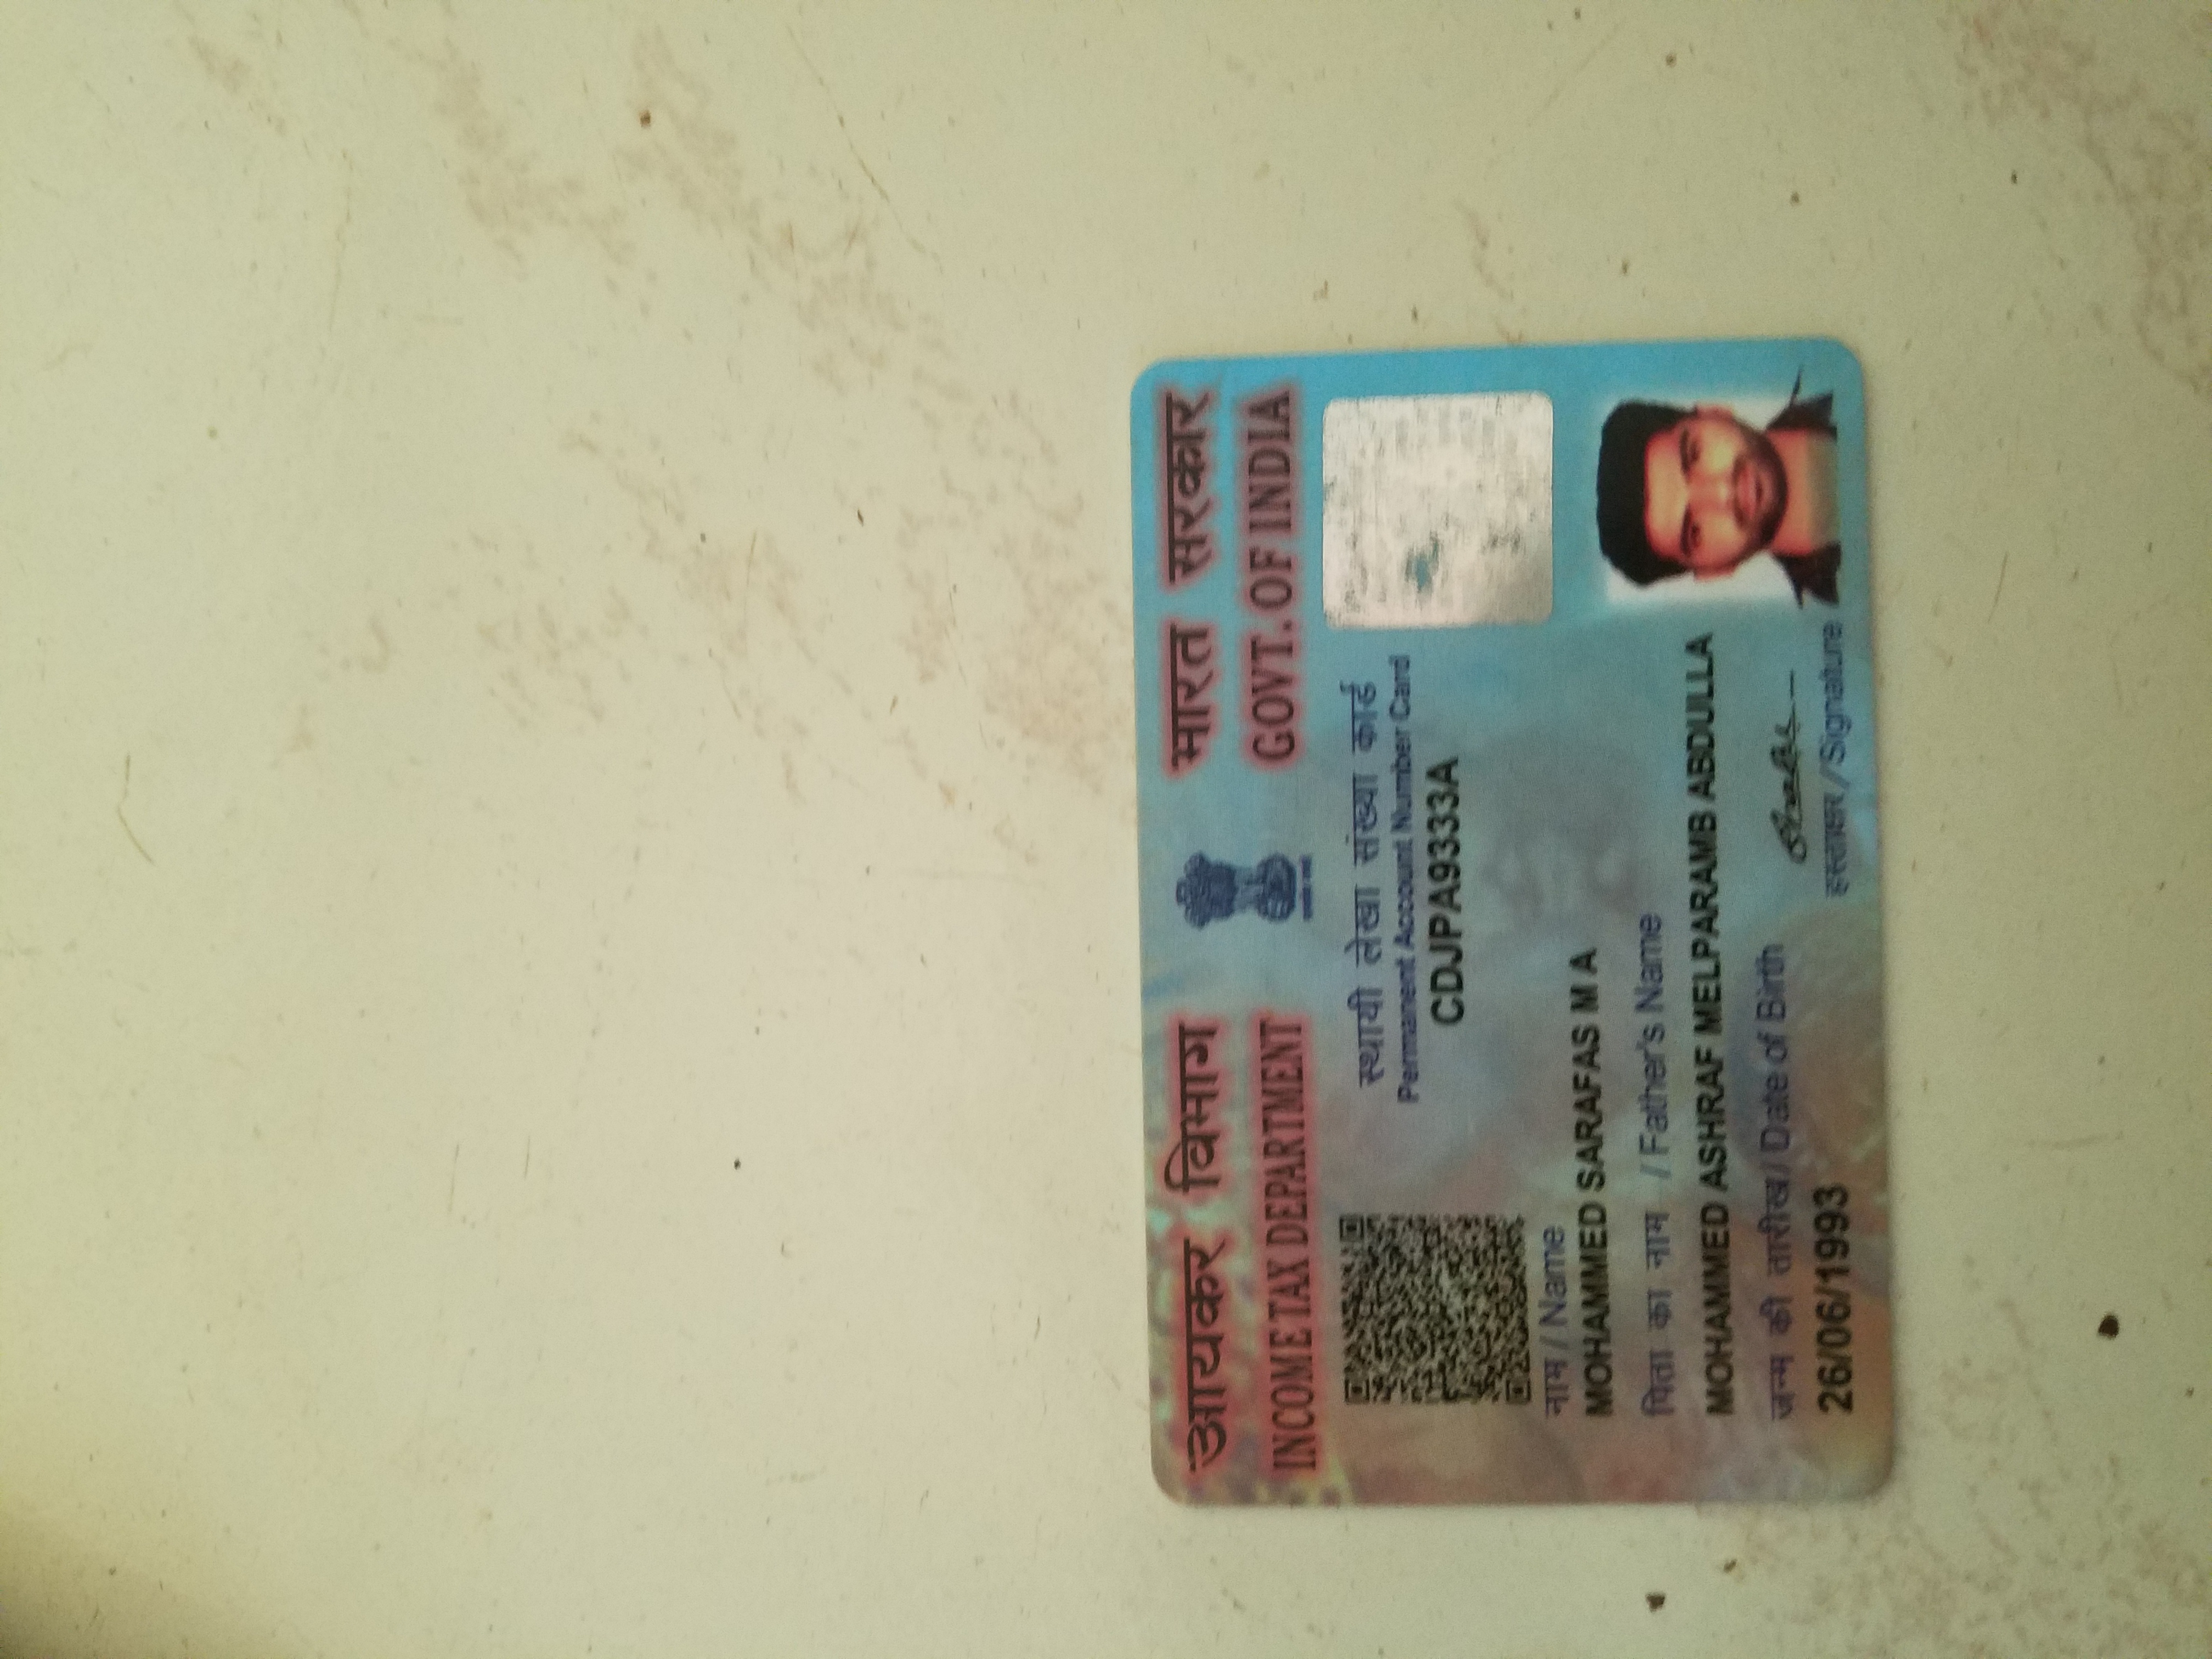 आयकर विभाग
INCOME TAX DEPARTMENT
भारत सरकार
GOVT. OF INDIA
स्थायी लेखा संख्या कार्ड
Permanent Account Number Card
CDJPA9333A
नाम / Name
MOHAMMED SARAFAS M A
पिता का नाम / Father's Name
MOHAMMED ASHRAF MELPARAMB ABDULLA
जन्म की तारीख / Date of Birth
26/06/1993
हस्ताक्षर / Signature